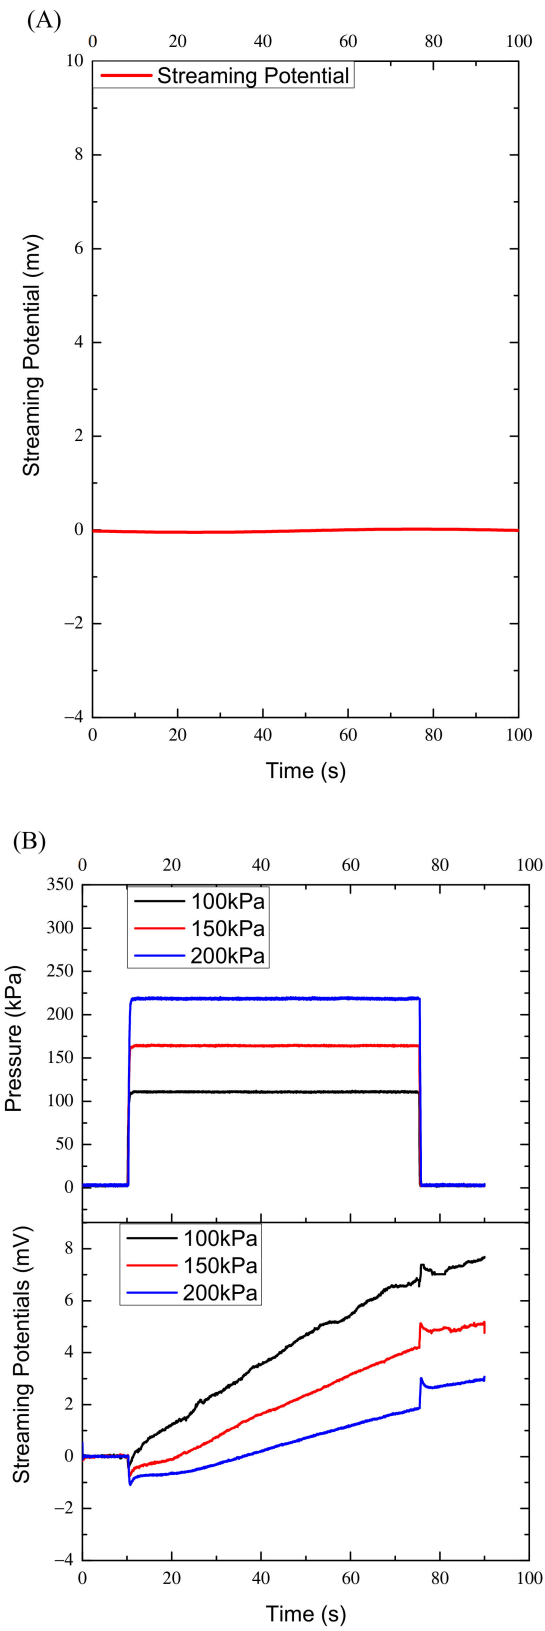 (A)
0 20 40 60 80 100
Streaming Potential
10
8
6
4
2
0
−2
−4
Streaming Potential (mv)
0 20 40 60 80 100
Time (s)
(B)
0 20 40 60 80 100
350
300
250
200
150
100
50
0
Pressure (kPa)
100kPa
150kPa
200kPa
8
6
4
2
0
−2
−4
Streaming Potentials (mV)
100kPa
150kPa
200kPa
0 20 40 60 80 100
Time (s)